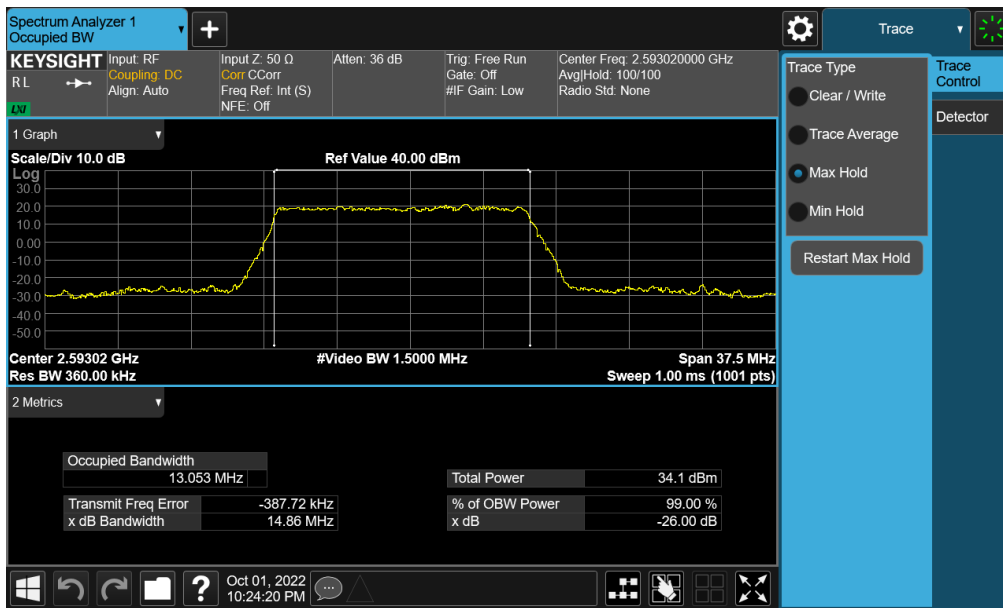 Spectrum Analyzer 1
Occupied BW
Trace
KEYSIGHT
R L
LXI
Input: RF
Coupling: DC
Align: Auto
Input Z: 50 Ω
Corr CCorr
Freq Ref: Int (S)
NFE: Off
Atten: 36 dB
Trig: Free Run
Gate: Off
#IF Gain: Low
Center Freq: 2.593020000 GHz
Avg|Hold: 100/100
Radio Std: None
Trace Type
Clear / Write
Trace Average
Max Hold
Min Hold
Restart Max Hold
Trace
Control
Detector
1 Graph
Scale/Div 10.0 dB
Ref Value 40.00 dBm
Log
30.0
20.0
10.0
0.00
-10.0
-20.0
-30.0
-40.0
-50.0
Center 2.59302 GHz
#Video BW 1.5000 MHz
Span 37.5 MHz
Res BW 360.00 kHz
Sweep 1.00 ms (1001 pts)
2 Metrics
Occupied Bandwidth
13.053 MHz
Total Power 34.1 dBm
Transmit Freq Error -387.72 kHz
% of OBW Power 99.00 %
x dB Bandwidth 14.86 MHz
x dB -26.00 dB
?
Oct 01, 2022
10:24:20 PM